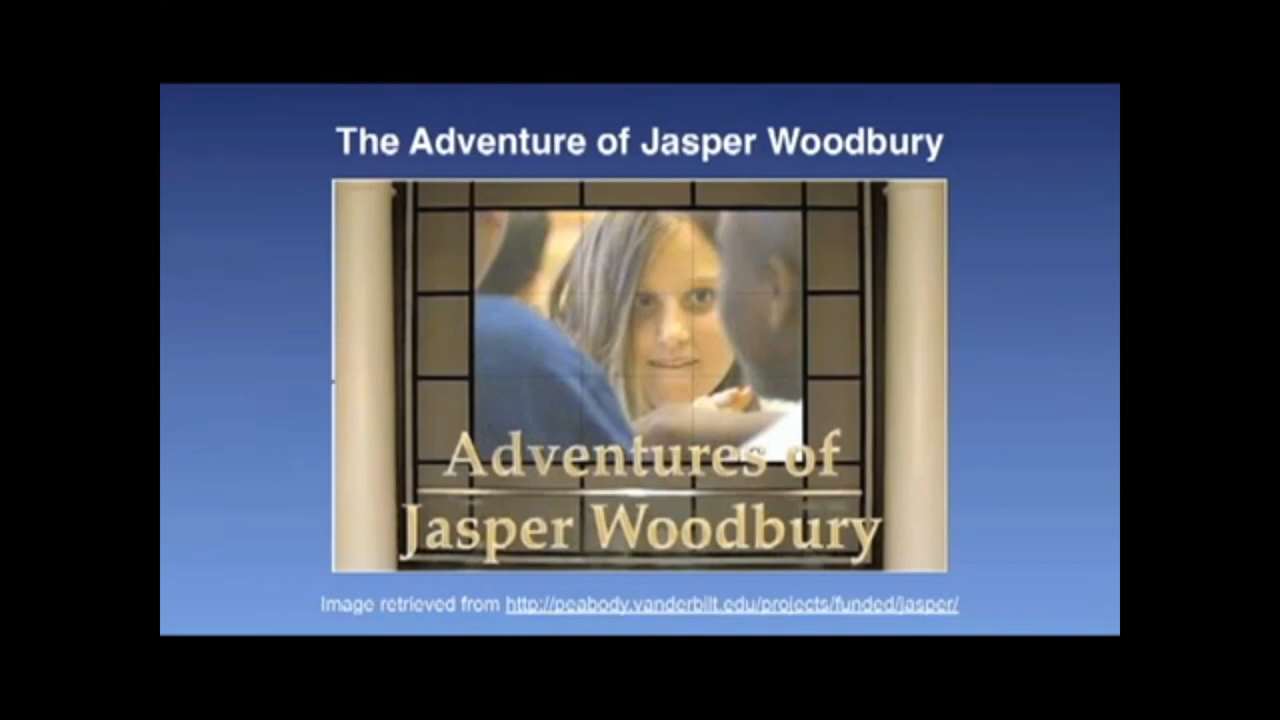 The Adventure of Jasper Woodbury
Adventures of
Jasper Woodbury
Image retrieved from http://peabody.vanderbilt.edu/projects/funded/jasper/